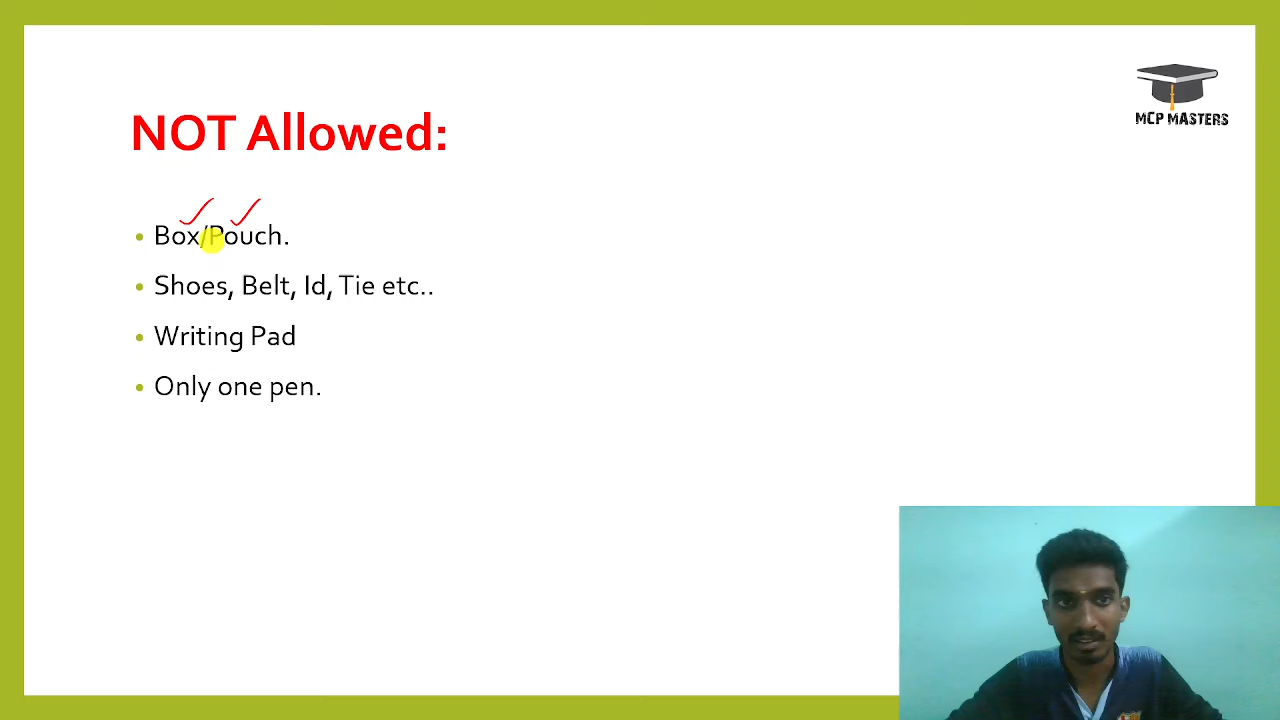 MCP MASTERS
NOT Allowed:
• Box/Pouch.
• Shoes, Belt, Id, Tie etc..
• Writing Pad
• Only one pen.